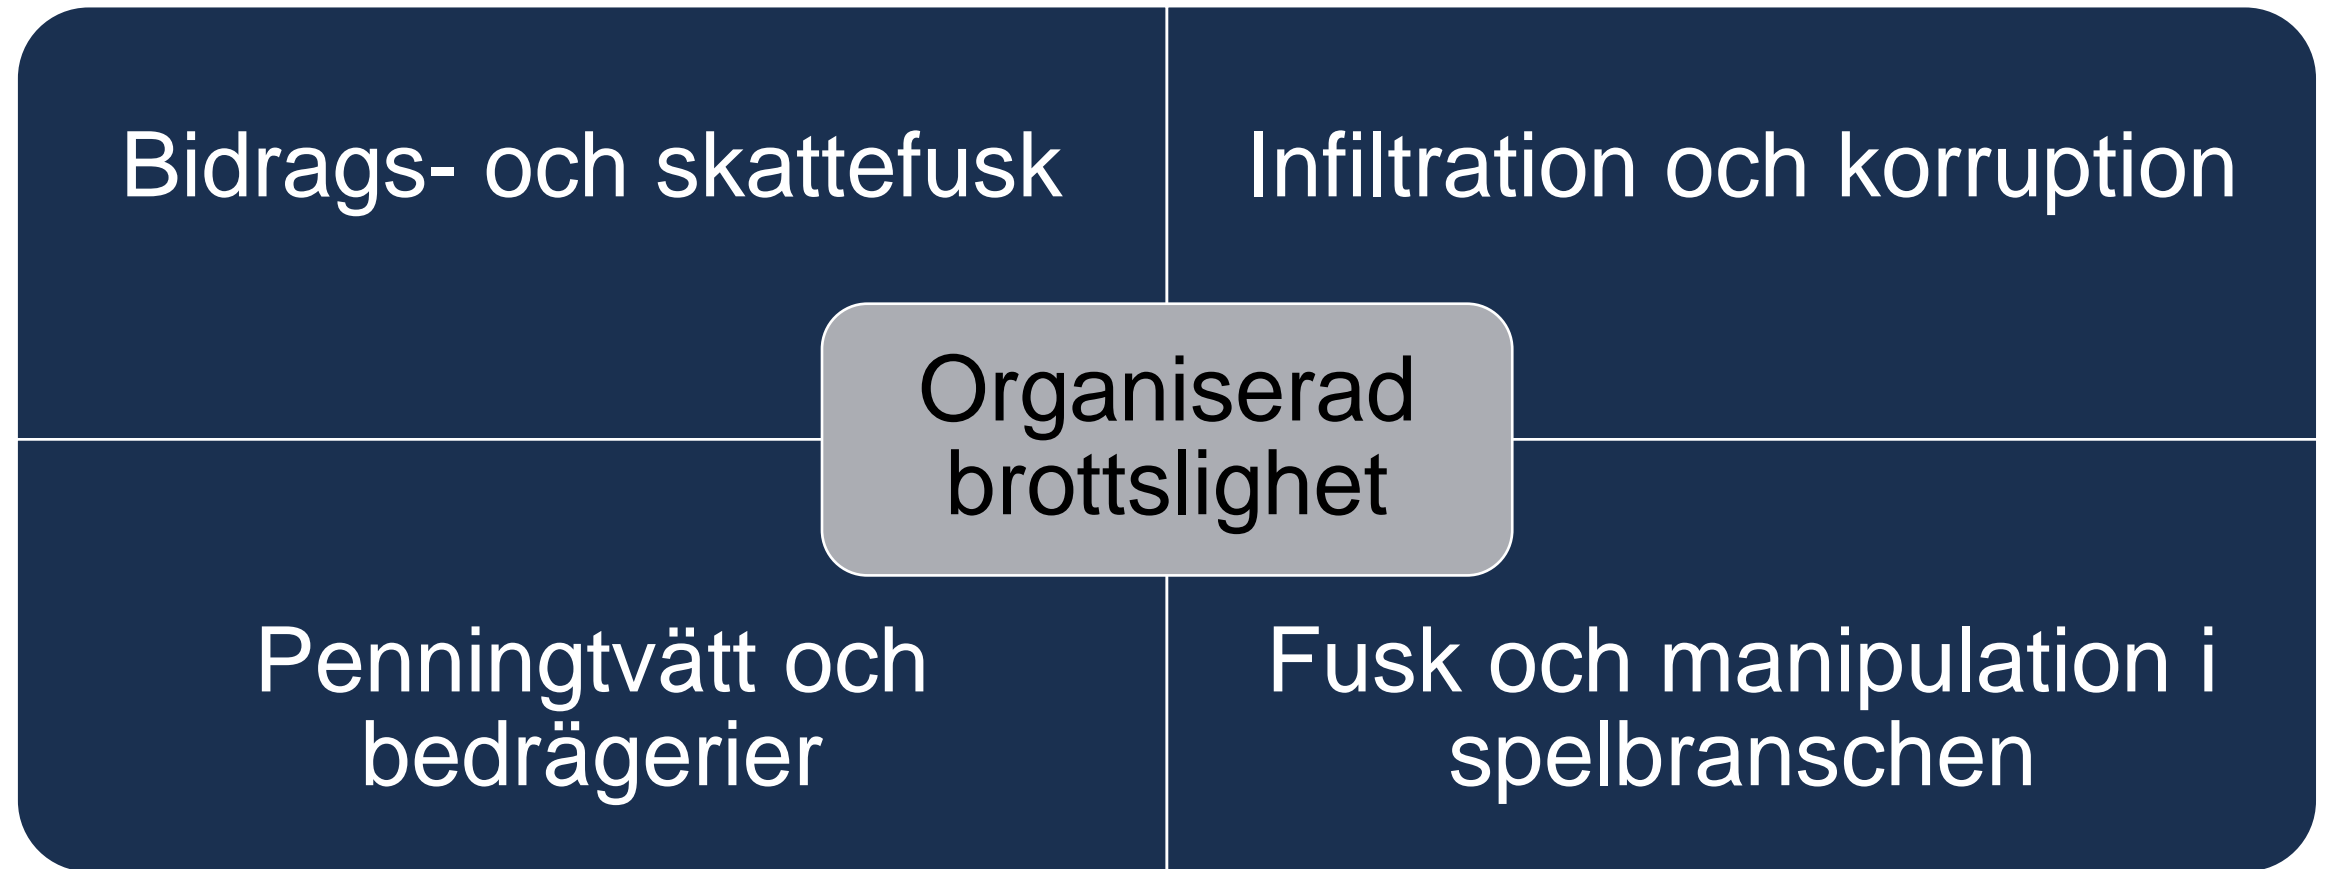 Bidrags- och skattefusk
Infiltration och korruption
Organiserad
brottslighet
Penningtvätt och
bedrägerier
Fusk och manipulation i
spelbranschen